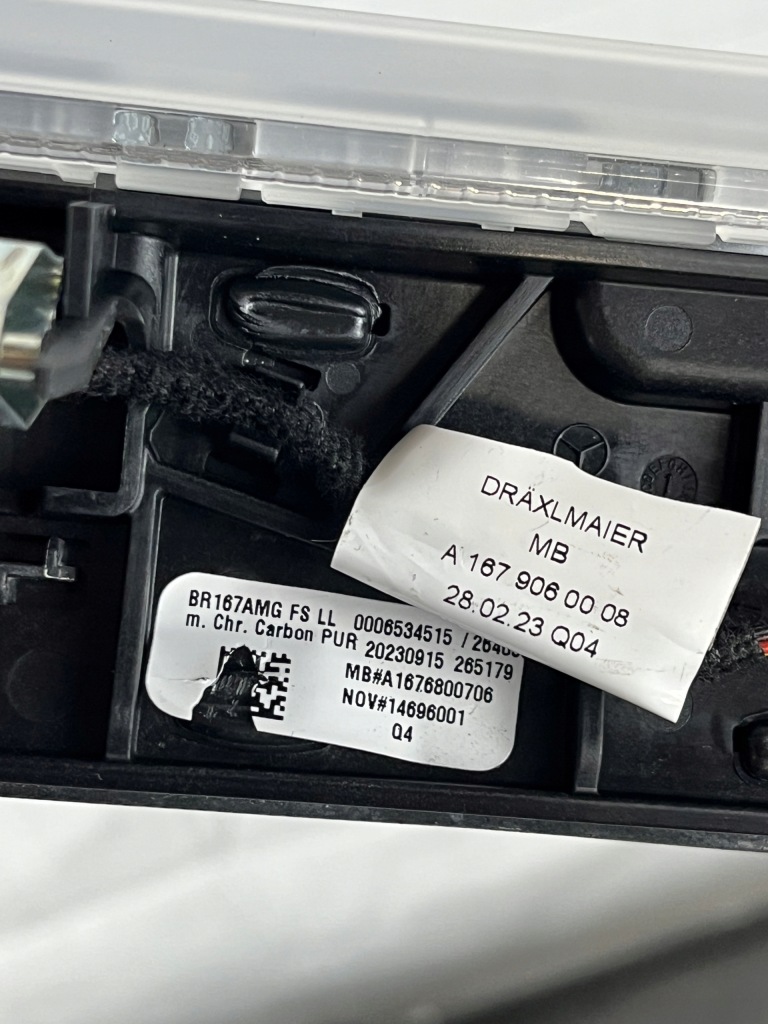 DRÄXLMAIER
MB
A 167 906 00 08
28.02.23 Q04
BR167AMG FS LL 0006534515 /
m. Chr. Carbon PUR 20230915 265179
MB#A1676800706
NOV#14696001
Q4